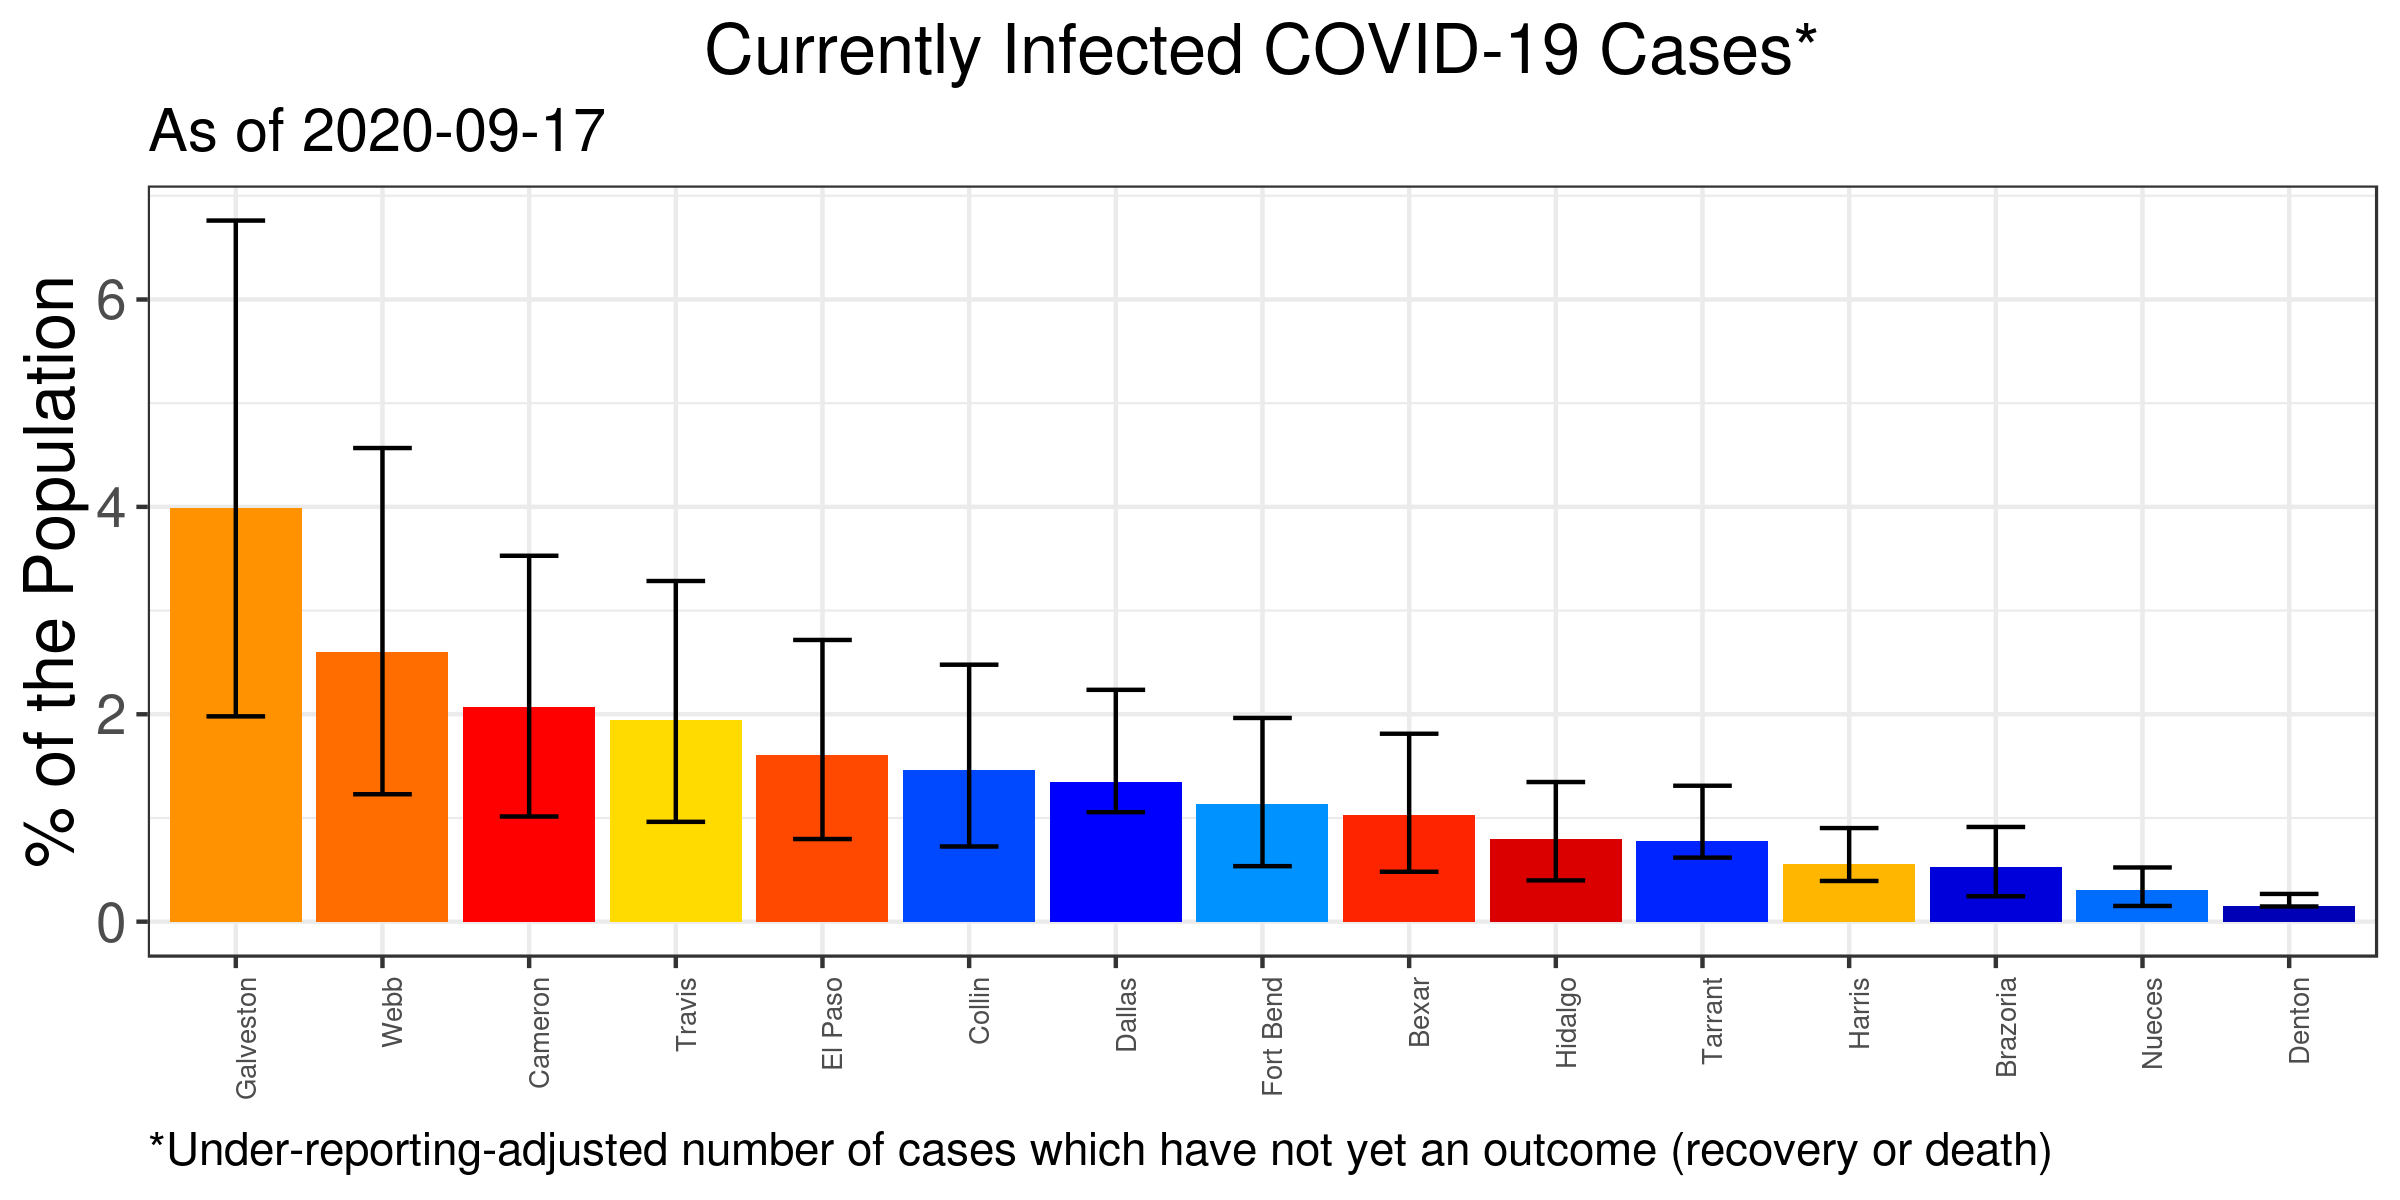 Currently Infected COVID-19 Cases*
As of 2020-09-17
% of the Population
6
4
2
0
Galveston
Webb
Cameron
Travis
El Paso
Collin
Dallas
Fort Bend
Bexar
Hidalgo
Tarrant
Harris
Brazoria
Nueces
Denton
*Under-reporting-adjusted number of cases which have not yet an outcome (recovery or death)